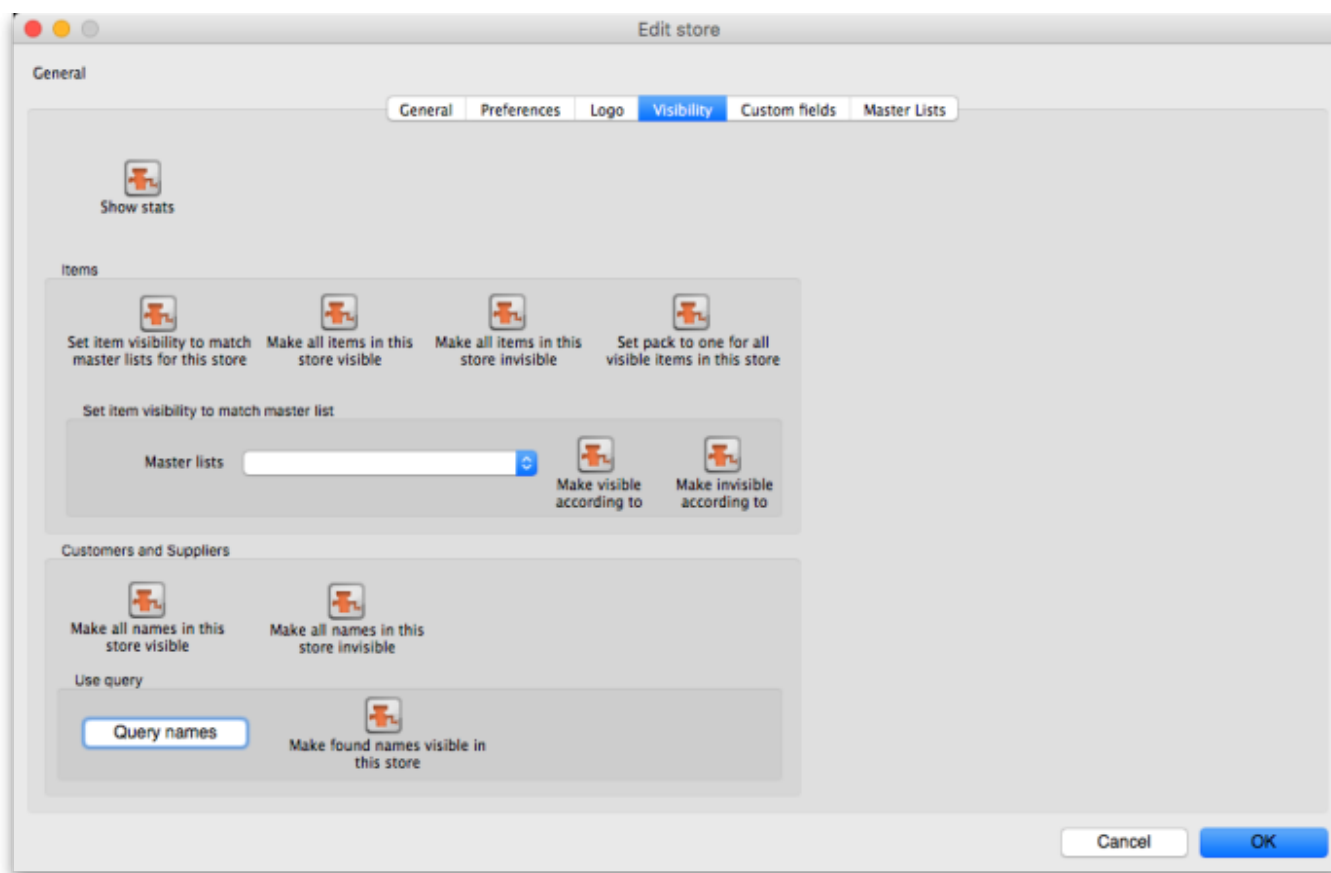 Edit store
General
General Preferences Logo Visibility Custom fields Master Lists
Show stats
Items
Set item visibility to match
master lists for this store
Make all items in this
store visible
Make all items in this
store invisible
Set pack to one for all
visible items in this store
Set item visibility to match master list
Master lists
Make visible
according to
Make invisible
according to
Customers and Suppliers
Make all names in this
store visible
Make all names in this
store invisible
Use query
Query names
Make found names visible in
this store
Cancel
OK